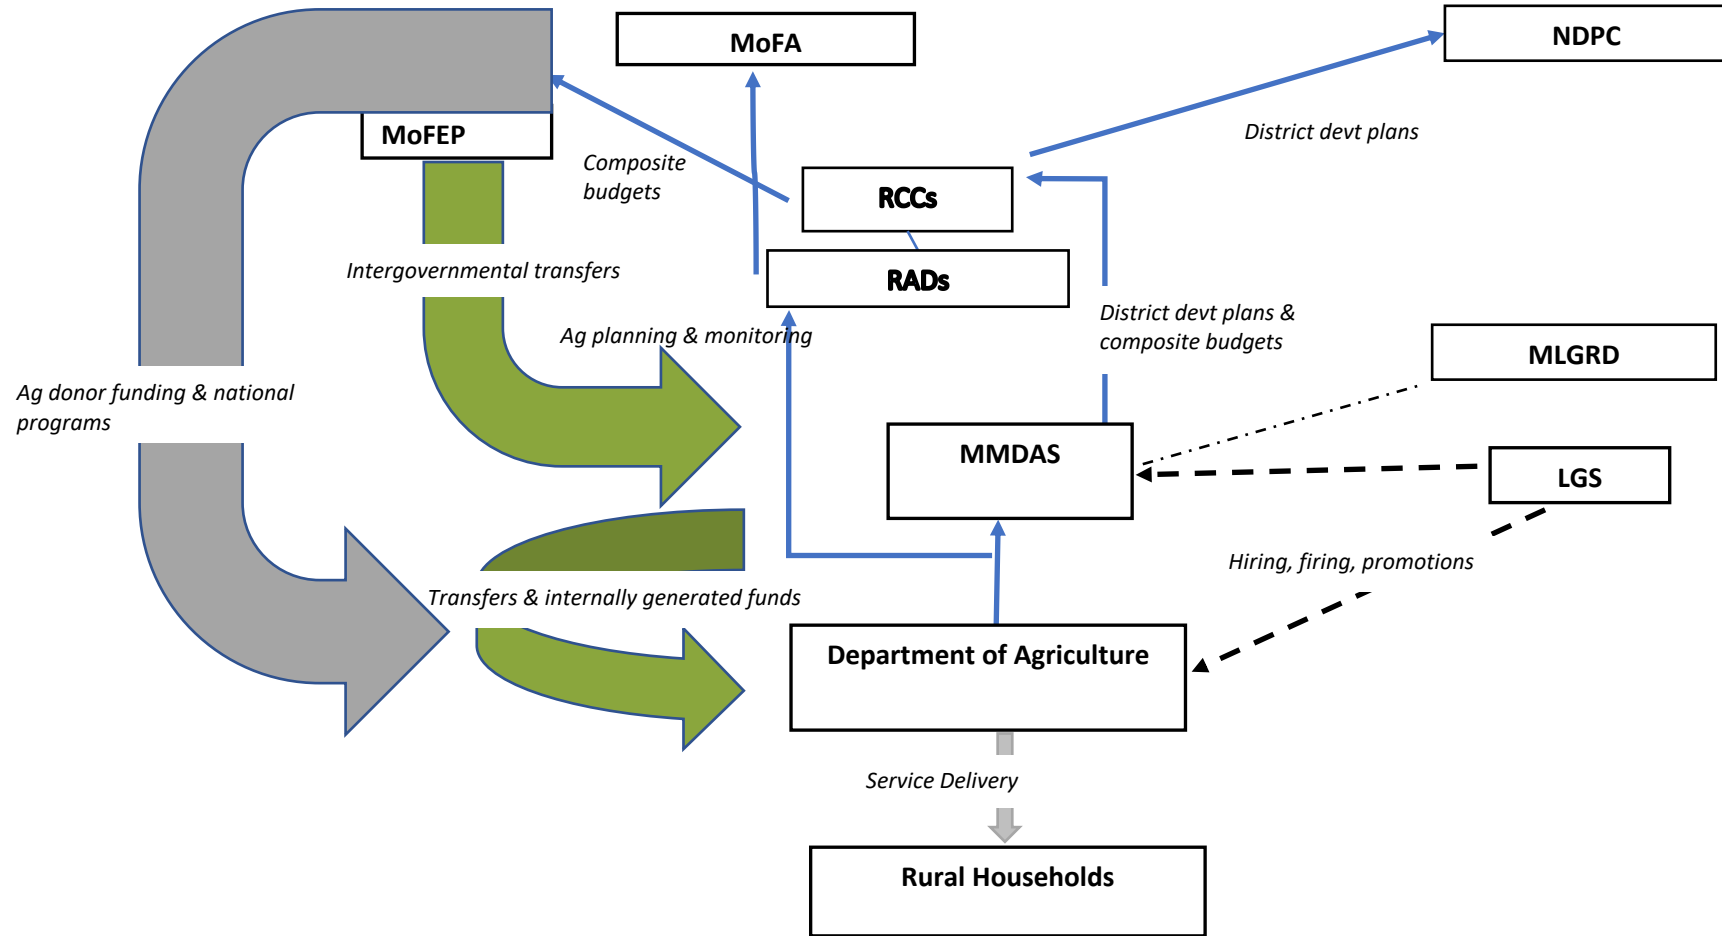 MoFA
NDPC
MoFEP
District devt plans
Composite
budgets
RCCs
Intergovernmental transfers
RADs
District devt plans &
composite budgets
Ag planning & monitoring
MLGRD
Ag donor funding & national
programs
MMDAS
LGS
Hiring, firing, promotions
Transfers & internally generated funds
Department of Agriculture
Service Delivery
Rural Households